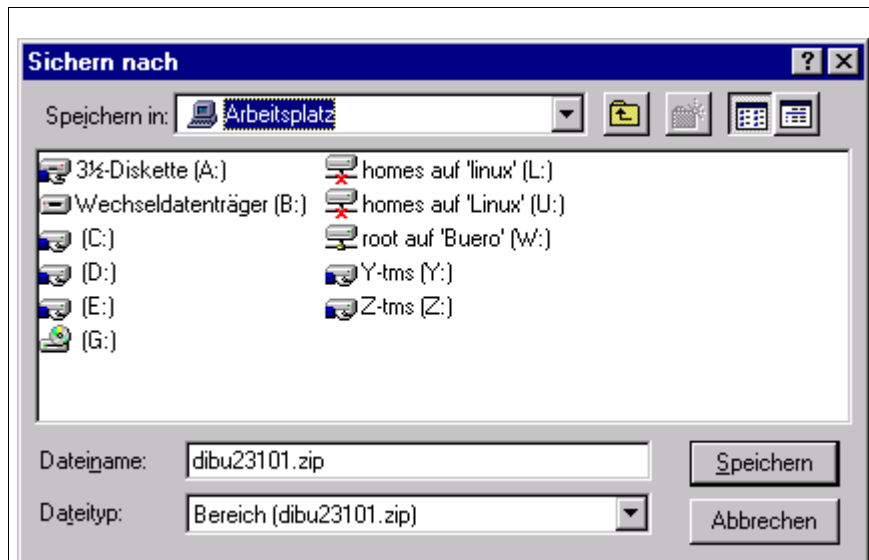 Sichern nach
Speichern in: Arbeitsplatz
3½-Diskette (A:)
Wechseldatenträger (B:)
(C:)
(D:)
(E:)
(G:)
homes auf 'linux' (L:)
homes auf 'Linux' (U:)
root auf 'Buero' (W:)
Y-tms (Y:)
Z-tms (Z:)
Dateiname: dibu23101.zip
Speichern
Dateityp: Bereich (dibu23101.zip)
Abbrechen